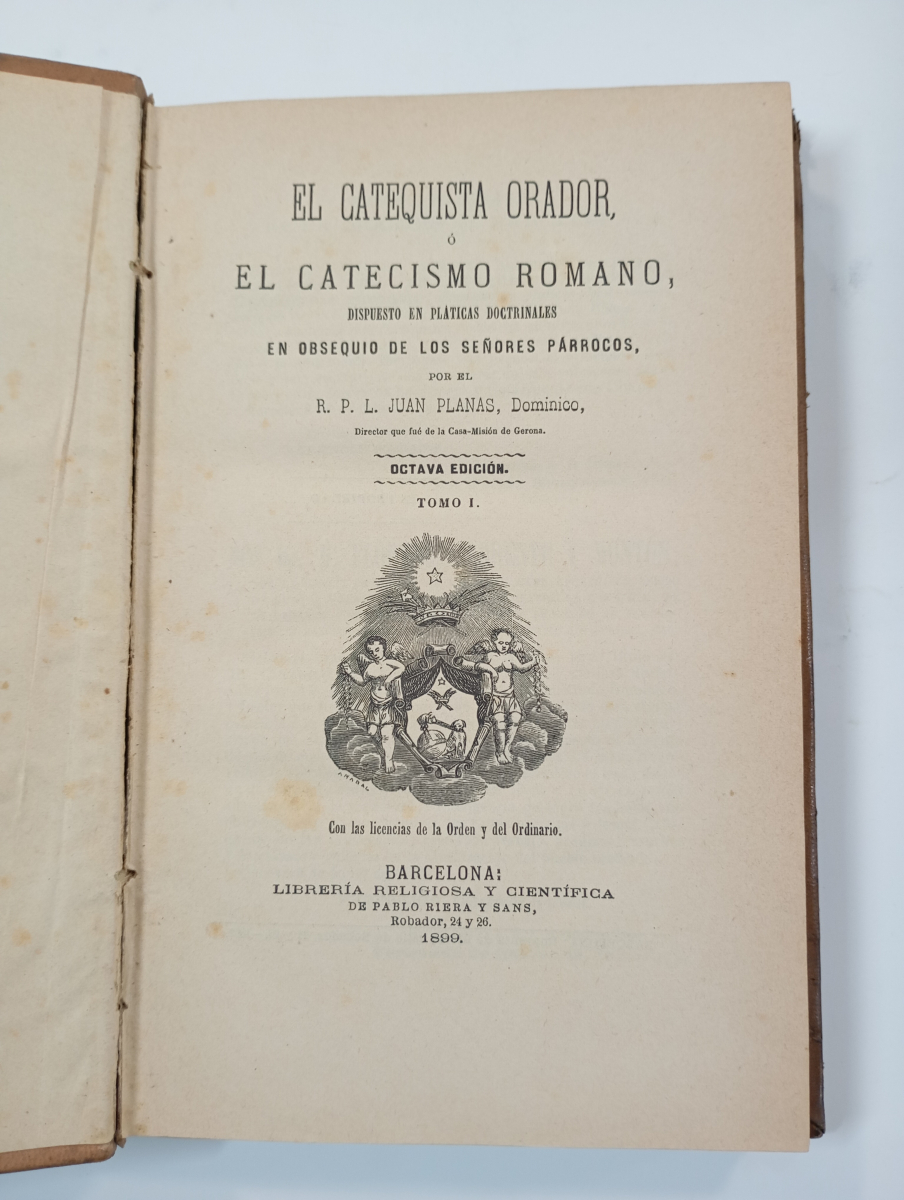 EL CATEQUISTA ORADOR,
ó
EL CATECISMO ROMANO,
DISPUESTO EN PLÁTICAS DOCTRINALES
EN OBSEQUIO DE LOS SEÑORES PÁRROCOS,
POR EL
R. P. L. JUAN PLANAS, Dominico,
Director que fué de la Casa-Misión de Gerona.
OCTAVA EDICIÓN.
TOMO I.
AMARAL
Con las licencias de la Orden y del Ordinario.
BARCELONA:
LIBRERÍA RELIGIOSA Y CIENTÍFICA
DE PABLO RIERA Y SANS,
Robador, 24 y 26.
1899.